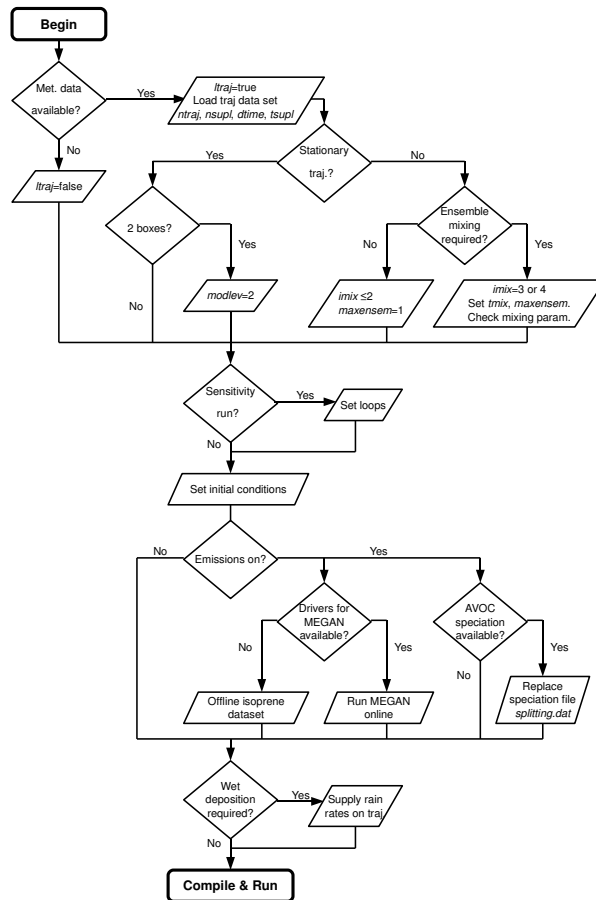 Begin
Met. data
available?
Yes
ltraj=true
Load traj data set
ntraj, nsupl, dtime, tsupl
No
ltraj=false
Stationary
traj.?
Yes
No
2 boxes?
Yes
No
modlev=2
Ensemble
mixing
required?
No
Yes
imix ≤2
maxensem=1
imix=3 or 4
Set tmix, maxensem.
Check mixing param.
Sensitivity
run?
Yes
Set loops
No
Set initial conditions
Emissions on?
No
Yes
Drivers for
MEGAN
available?
No
Yes
AVOC
speciation
available?
No
Yes
Offline isoprene
dataset
Run MEGAN
online
Replace
speciation file
splitting.dat
Wet
deposition
required?
Yes
Supply rain
rates on traj
No
Compile & Run